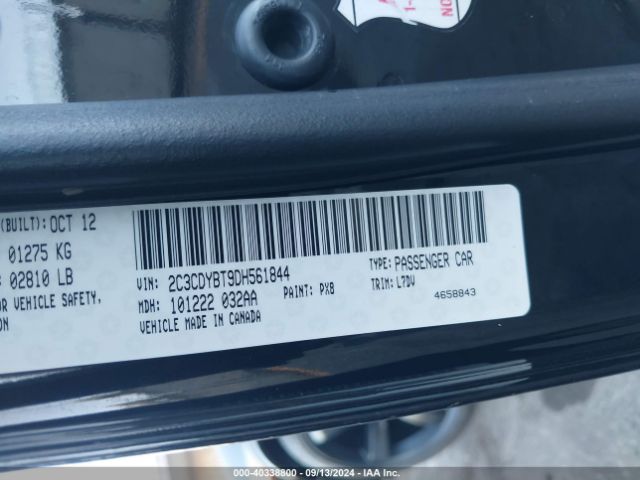 (BUILT): OCT 12
01275 KG
02810 LB
OR VEHICLE SAFETY,
ON
VIN: 2C3CDYBT9DH561844
MDH: 101222 032AA
PAINT: PX8
VEHICLE MADE IN CANADA
TYPE: PASSENGER CAR
TRIM: L7DV
4658843
000-40338800 - 09/13/2024 - IAA Inc.